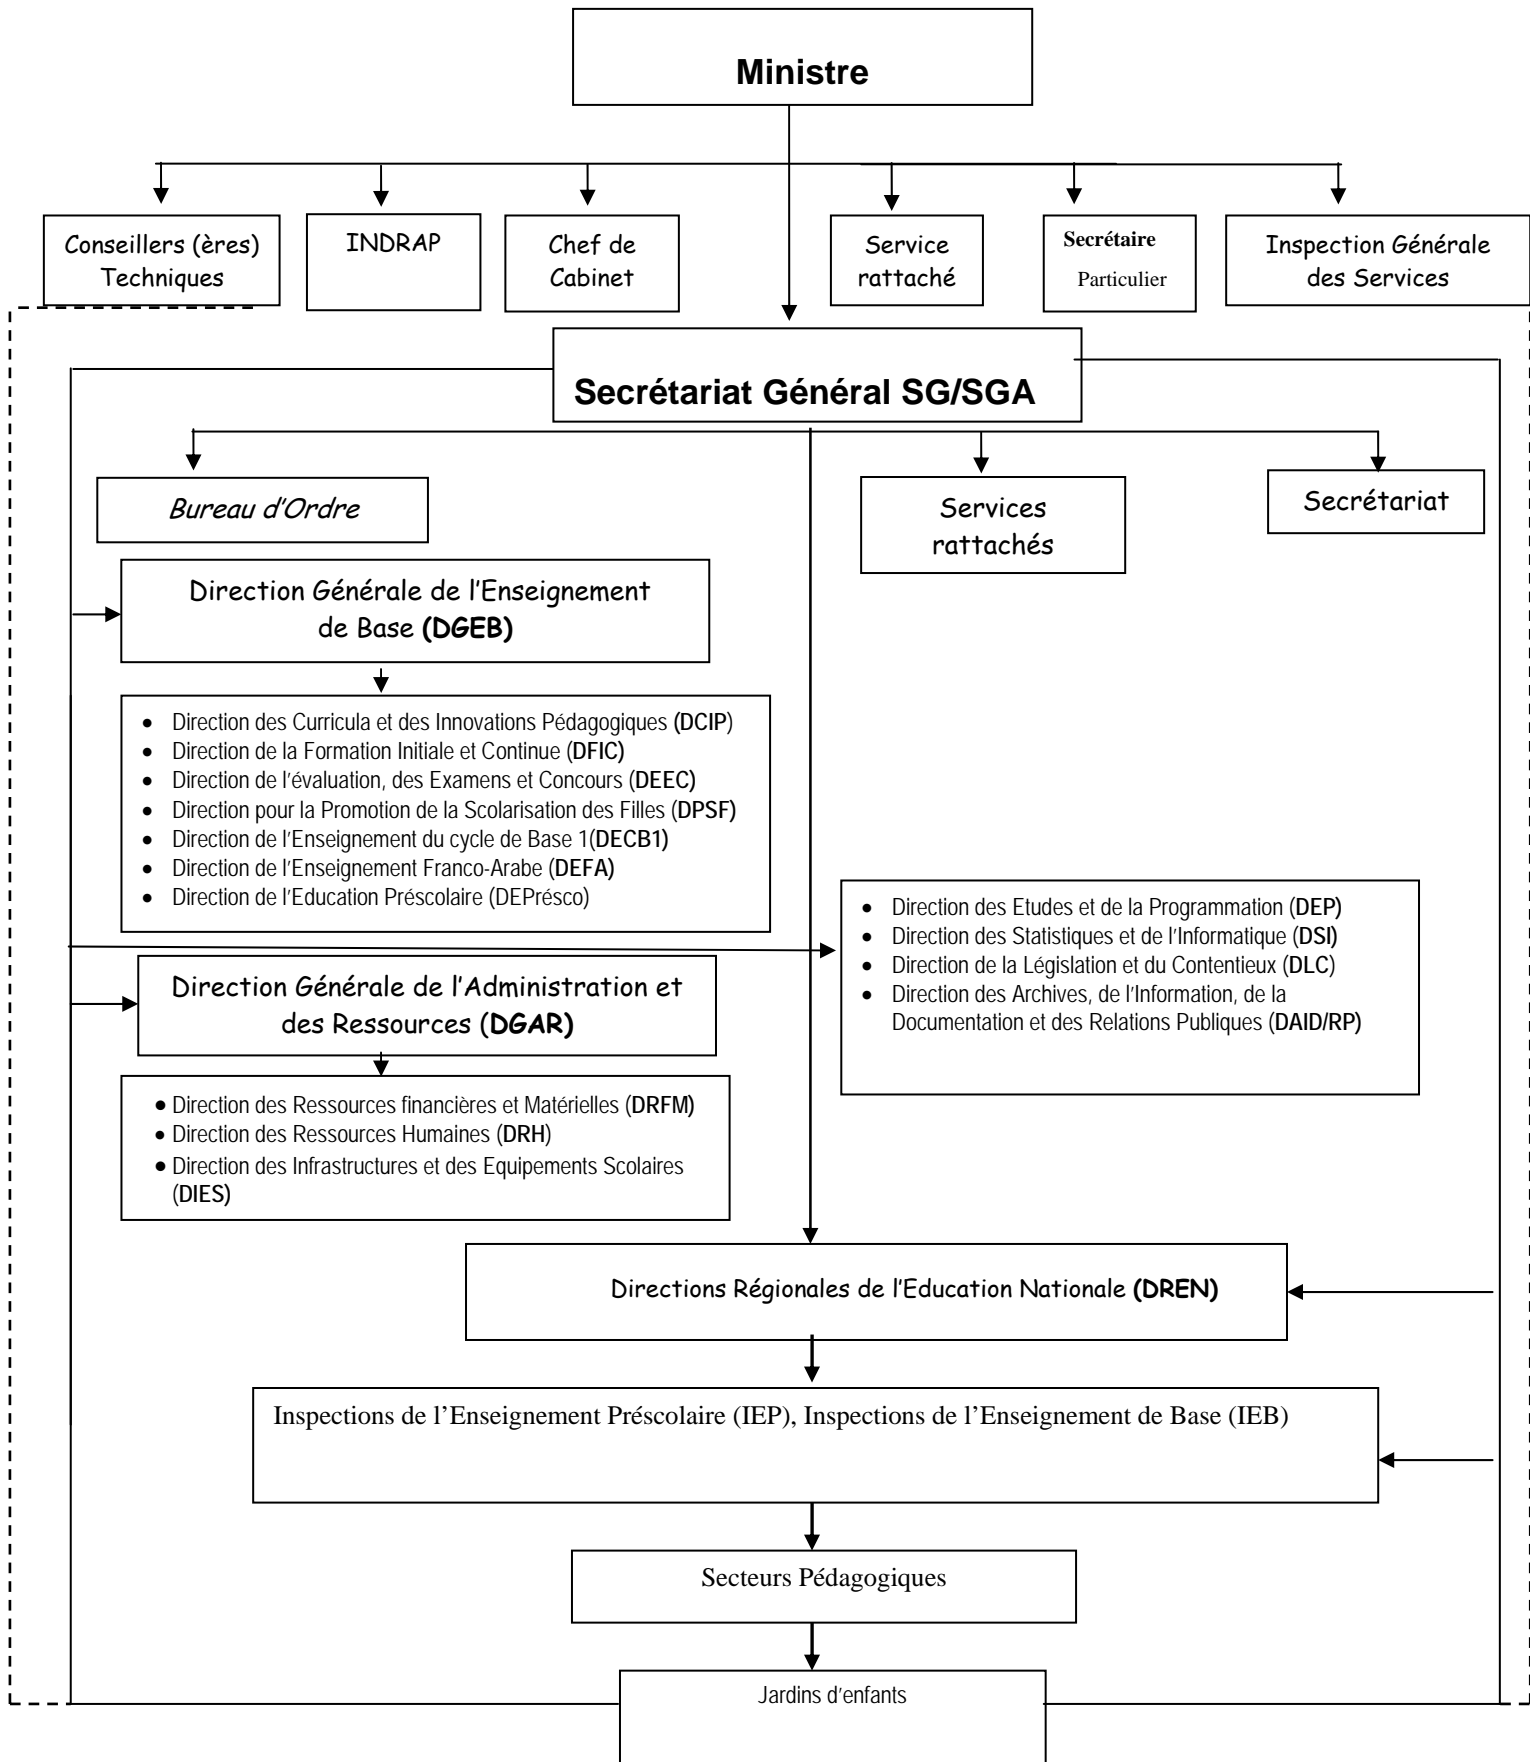 Ministre
Conseillers (ères)
Techniques
INDRAP
Chef de
Cabinet
Service
rattaché
Secrétaire
Particulier
Inspection Générale
des Services
Secrétariat Général SG/SGA
Bureau d'Ordre
Services
rattachés
Secrétariat
Direction Générale de l'Enseignement
de Base (DGEB)
• Direction des Curricula et des Innovations Pédagogiques (DCIP)
• Direction de la Formation Initiale et Continue (DFIC)
• Direction de l'évaluation, des Examens et Concours (DEEC)
• Direction pour la Promotion de la Scolarisation des Filles (DPSF)
• Direction de l'Enseignement du cycle de Base 1(DECB1)
• Direction de l'Enseignement Franco-Arabe (DEFA)
• Direction de l'Education Préscolaire (DEPrésco)
• Direction des Etudes et de la Programmation (DEP)
• Direction des Statistiques et de l'Informatique (DSI)
• Direction de la Législation et du Contentieux (DLC)
• Direction des Archives, de l'Information, de la
Documentation et des Relations Publiques (DAID/RP)
Direction Générale de l'Administration et
des Ressources (DGAR)
• Direction des Ressources financières et Matérielles (DRFM)
• Direction des Ressources Humaines (DRH)
• Direction des Infrastructures et des Equipements Scolaires
(DIES)
Directions Régionales de l'Education Nationale (DREN)
Inspections de l'Enseignement Préscolaire (IEP), Inspections de l'Enseignement de Base (IEB)
Secteurs Pédagogiques
Jardins d'enfants